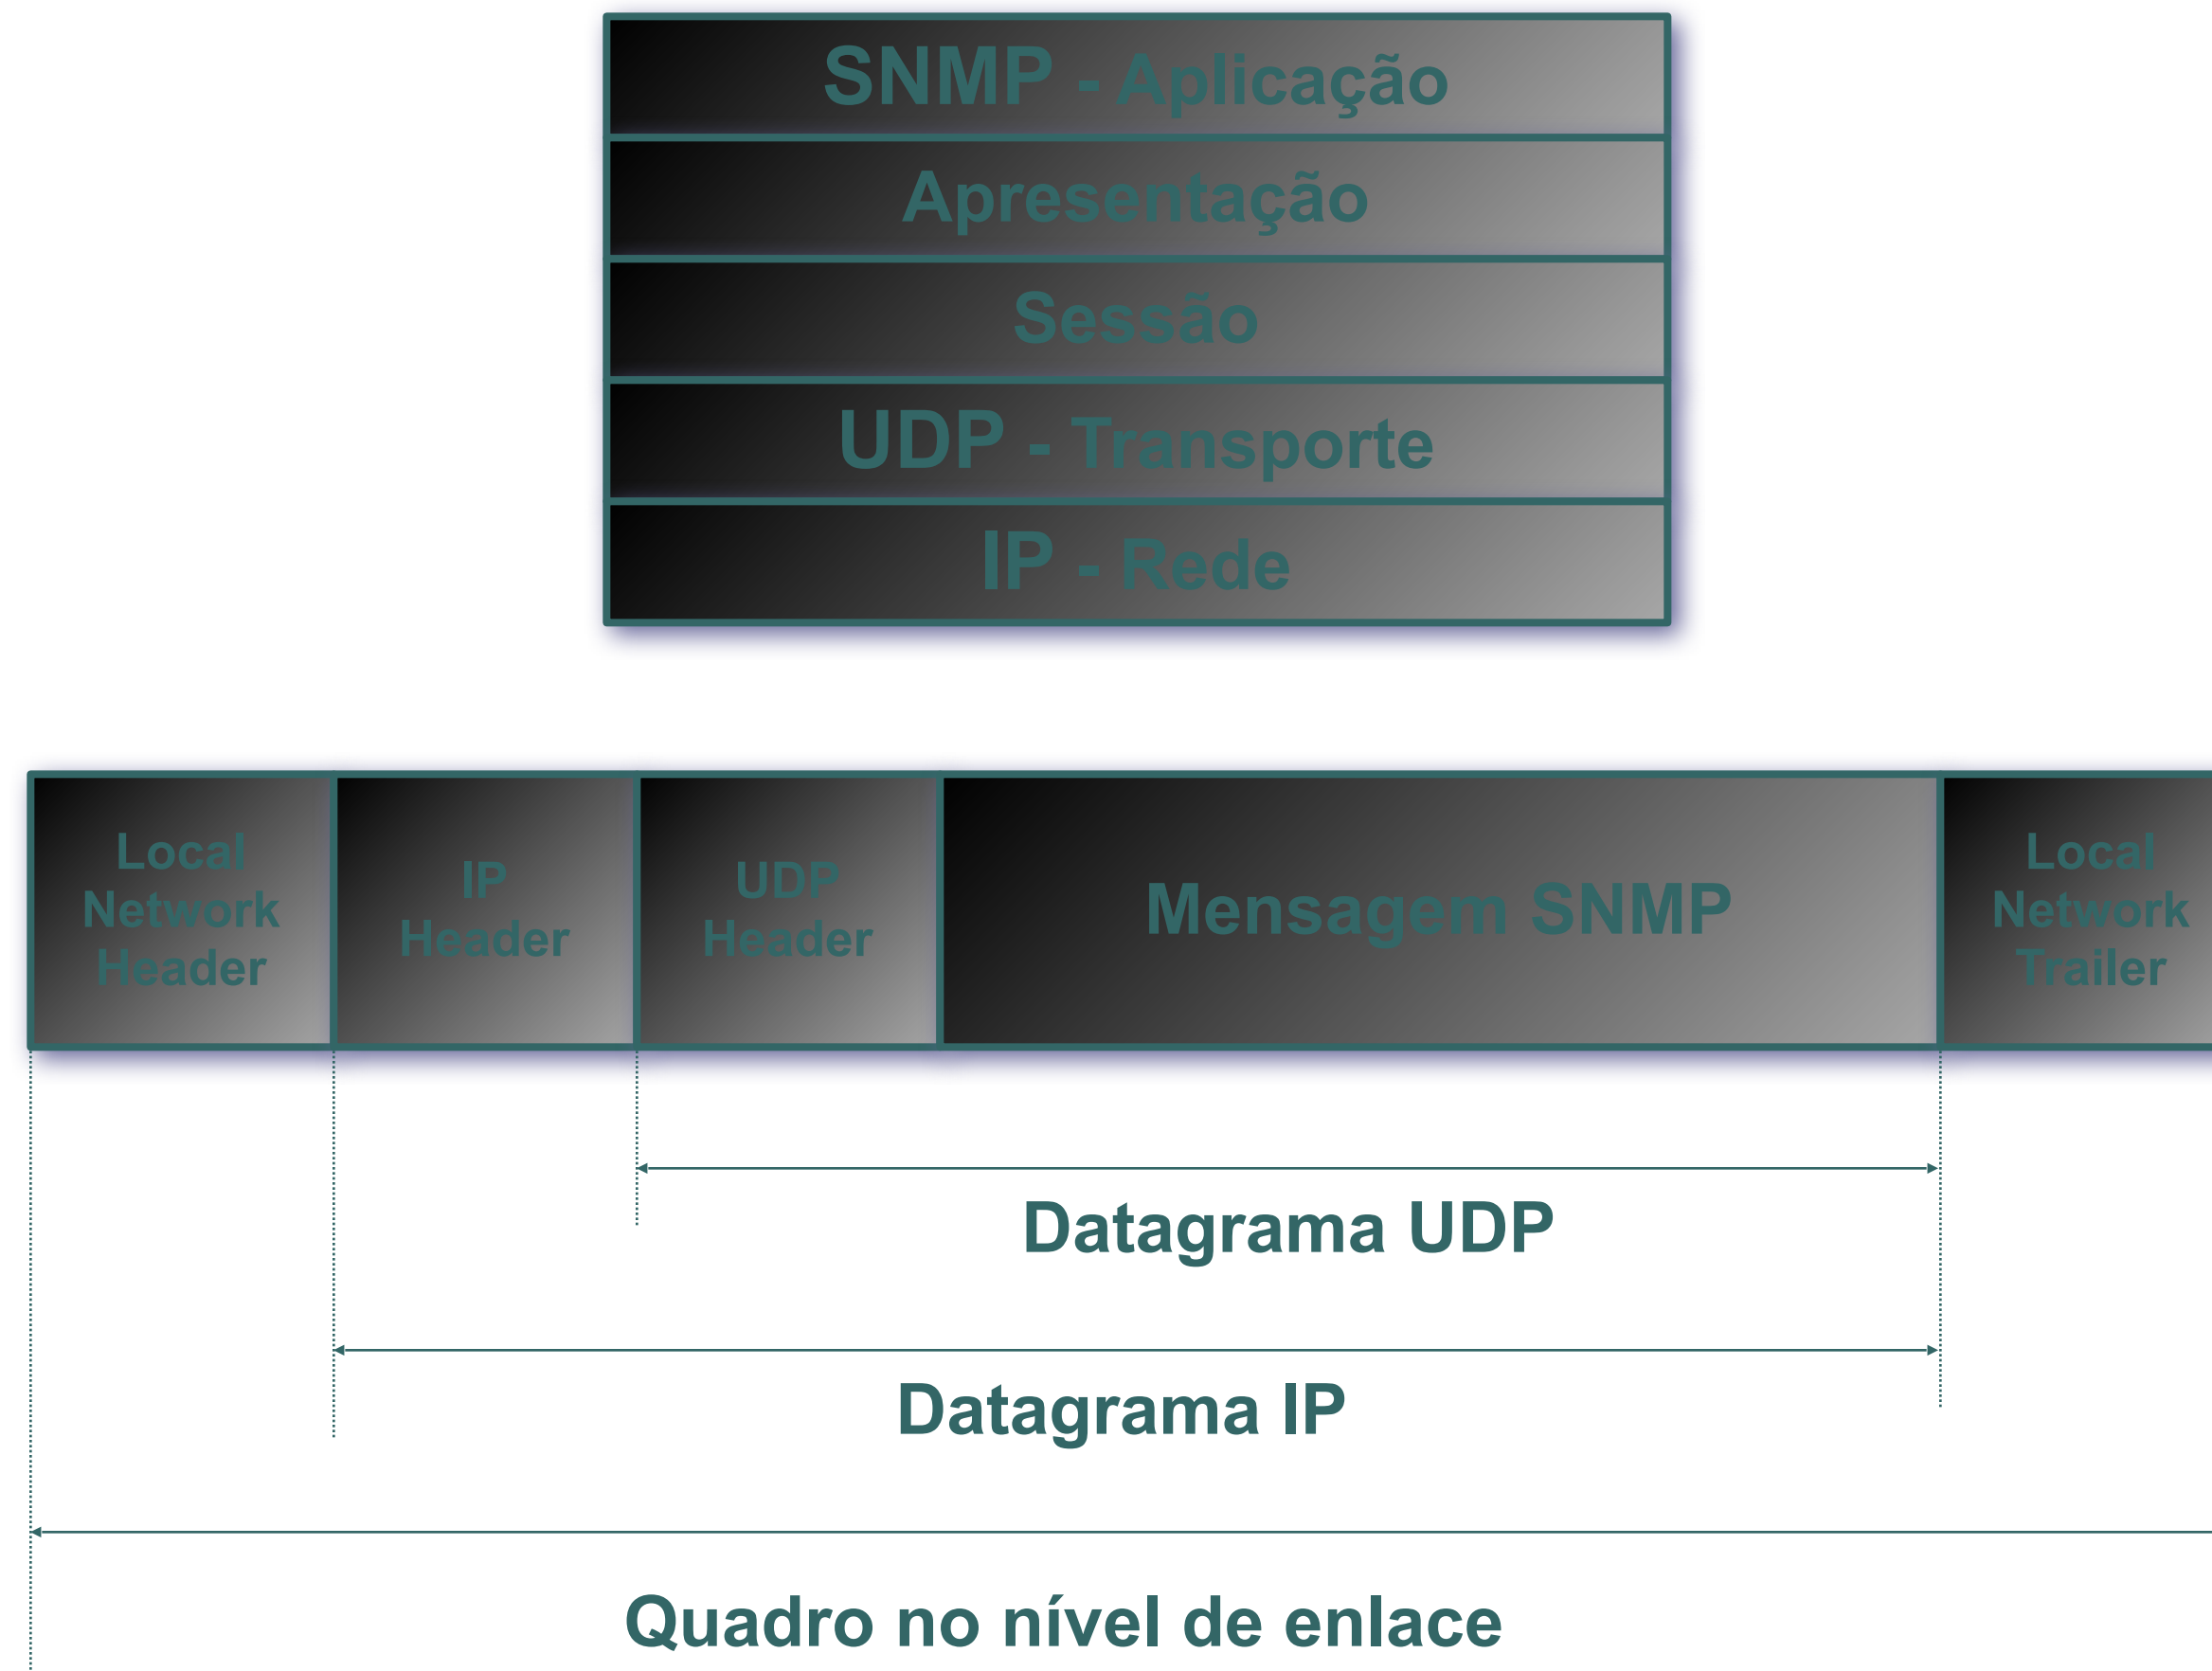 SNMP - Aplicação
Apresentação
Sessão
UDP - Transporte
IP - Rede
Local
Network
Header
IP
Header
UDP
Header
Mensagem SNMP
Local
Network
Trailer
Datagrama UDP
Datagrama IP
Quadro no nível de enlace